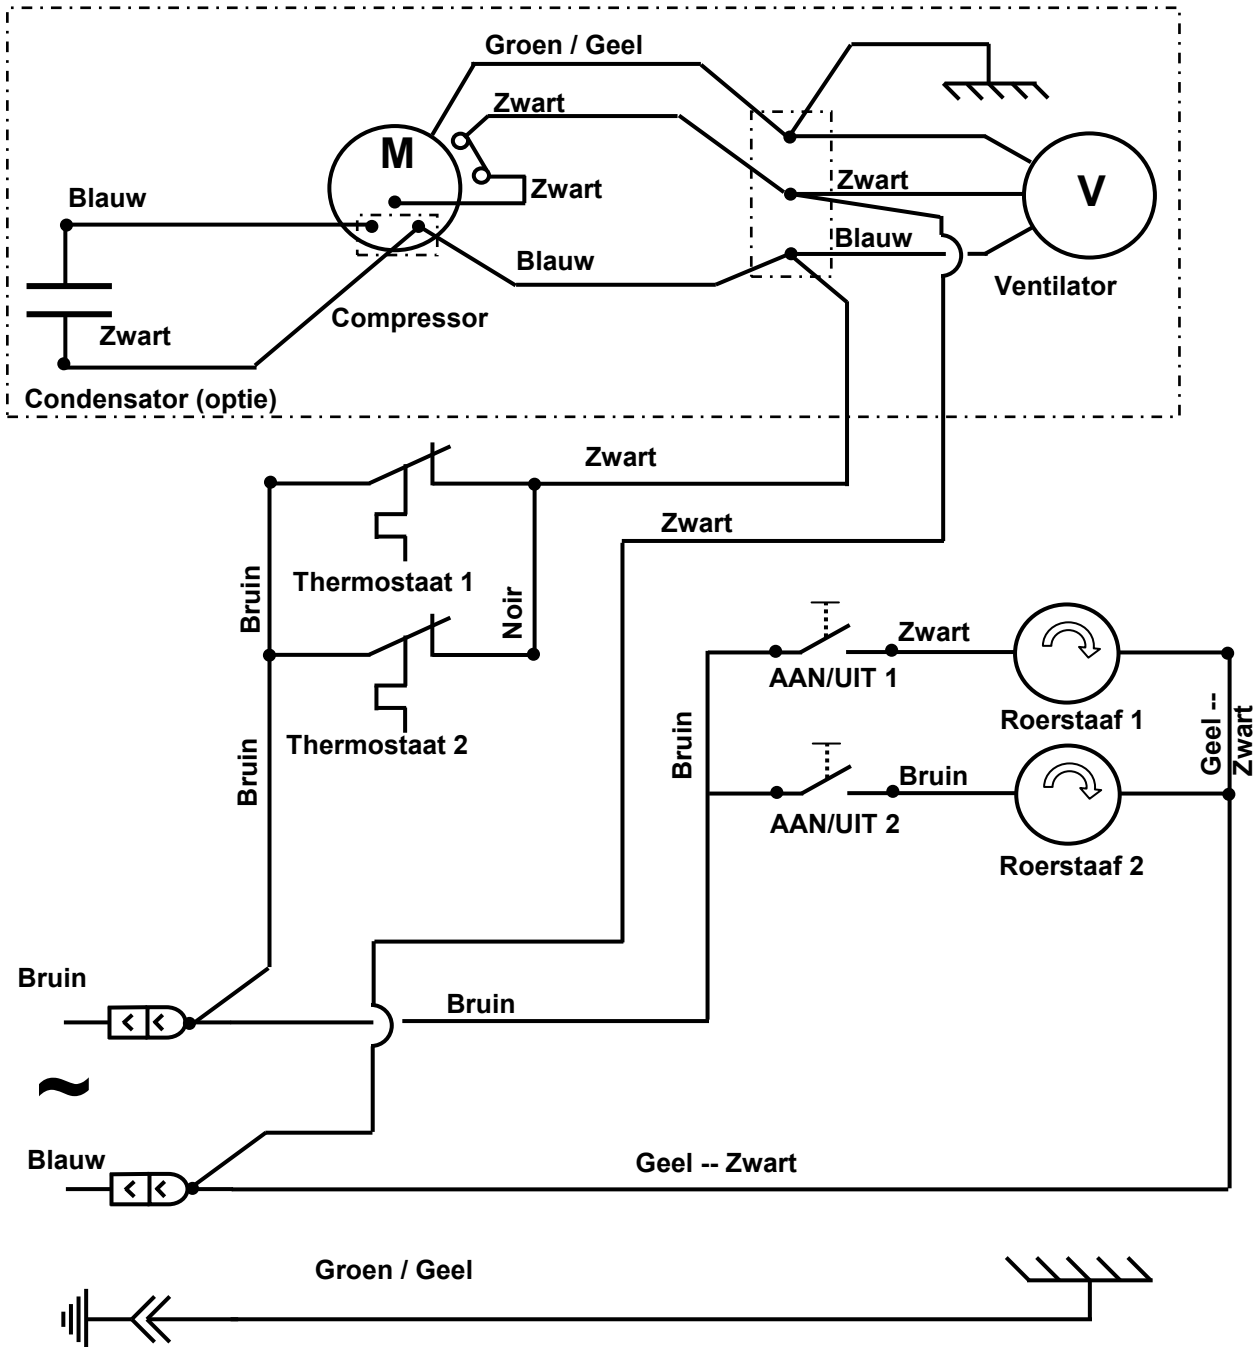 Groen / Geel
Zwart
M
Zwart
Zwart
V
Blauw
Blauw
Blauw
Ventilator
Compressor
Zwart
Condensator (optie)
Zwart
Zwart
Bruin
Thermostaat 1
Noir
Zwart
AAN/UIT 1
Roerstaaf 1
Geel --
Zwart
Bruin
Thermostaat 2
Bruin
Bruin
AAN/UIT 2
Roerstaaf 2
Bruin
Bruin
~
Blauw
Geel -- Zwart
Groen / Geel